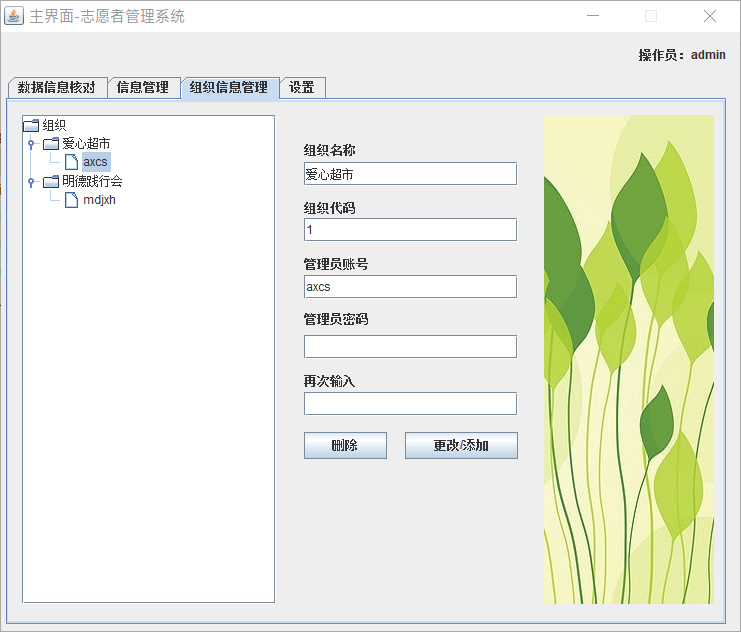 主界面-志愿者管理系统
操作员：admin
数据信息核对 信息管理 组织信息管理 设置
组织
爱心超市
axcs
明德践行会
mdjxh
组织名称
爱心超市
组织代码
1
管理员账号
axcs
管理员密码
再次输入
删除 更改/添加